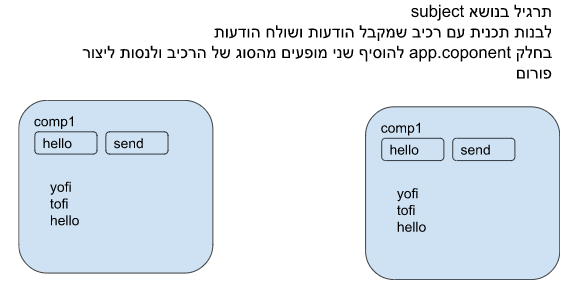 תרגיל בנושא subject
לבנות תכנית עם רכיב שמקבל הודעות ושולח הודעות
בחלק app.coponent להוסיף שני מופעים מהסוג של הרכיב ולנסות ליצור
פורום
comp1
hello send
yofi
tofi
hello
comp1
hello send
yofi
tofi
hello